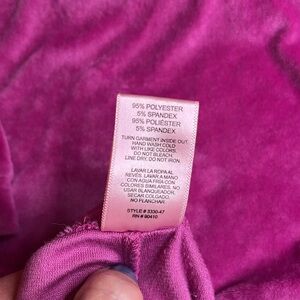 95% POLYESTER
5% SPANDEX
95% POLIÉSTER
5% SPANDEX
TURN GARMENT INSIDE OUT.
HAND WASH COLD
WITH LIKE COLORS.
DO NOT BLEACH.
LINE DRY. DO NOT IRON.
LAVAR LA ROPA AL
REVÉS, LAVAR A MANO
CON AGUA FRÍA CON
COLORES SIMILARES. NO
USAR BLANQUEADOR.
SECAR COLGADO.
NO PLANCHAR.
STYLE # 3330-47
RN # 90410